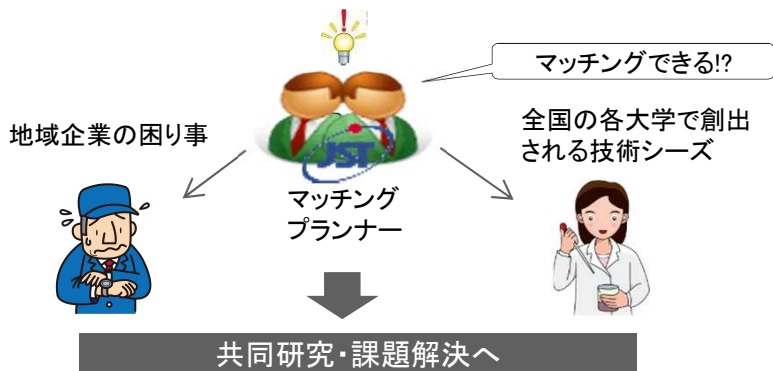 マッチングできる!?
地域企業の困り事
全国の各大学で創出
される技術シーズ
JST
マッチング
プランナー
共同研究・課題解決へ